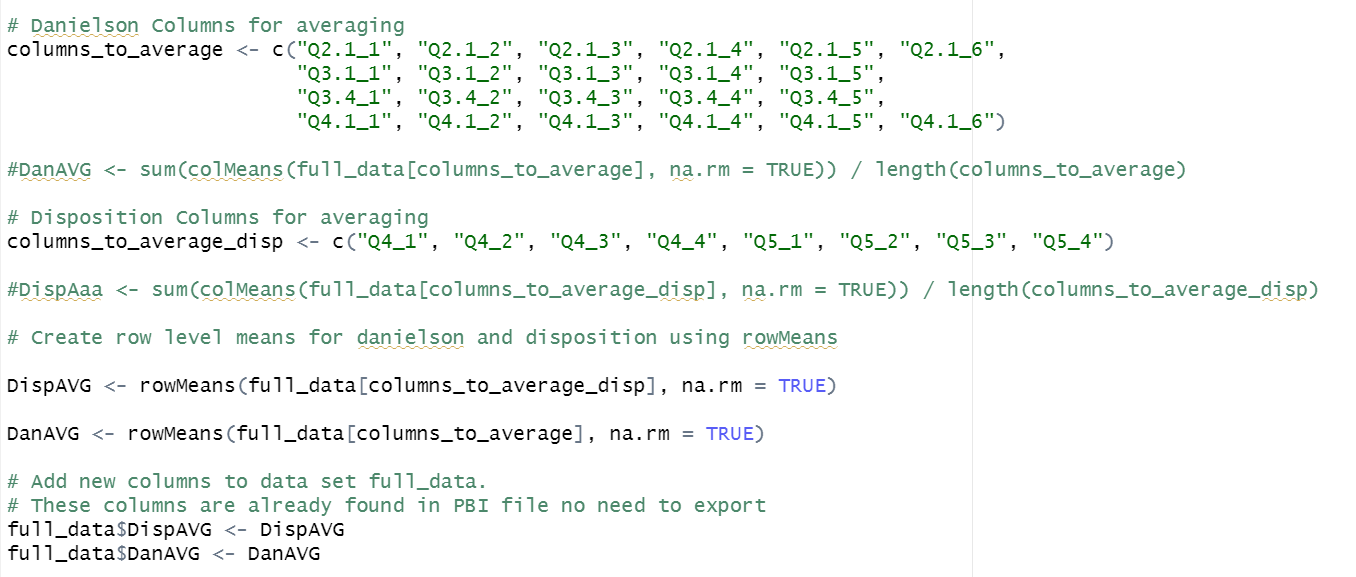 # Danielson Columns for averaging
columns_to_average <- c("Q2.1_1", "Q2.1_2", "Q2.1_3", "Q2.1_4", "Q2.1_5", "Q2.1_6",
"Q3.1_1", "Q3.1_2", "Q3.1_3", "Q3.1_4", "Q3.1_5",
"Q3.4_1", "Q3.4_2", "Q3.4_3", "Q3.4_4", "Q3.4_5",
"Q4.1_1", "Q4.1_2", "Q4.1_3", "Q4.1_4", "Q4.1_5", "Q4.1_6")
#DanAVG <- sum(colMeans(full_data[columns_to_average], na.rm = TRUE)) / length(columns_to_average)
# Disposition Columns for averaging
columns_to_average_disp <- c("Q4_1", "Q4_2", "Q4_3", "Q4_4", "Q5_1", "Q5_2", "Q5_3", "Q5_4")
#DispAaa <- sum(colMeans(full_data[columns_to_average_disp], na.rm = TRUE)) / length(columns_to_average_disp)
# Create row level means for danielson and disposition using rowMeans
DispAVG <- rowMeans(full_data[columns_to_average_disp], na.rm = TRUE)
DanAVG <- rowMeans(full_data[columns_to_average], na.rm = TRUE)
# Add new columns to data set full_data.
# These columns are already found in PBI file no need to export
full_data$DispAVG <- DispAVG
full_data$DanAVG <- DanAVG